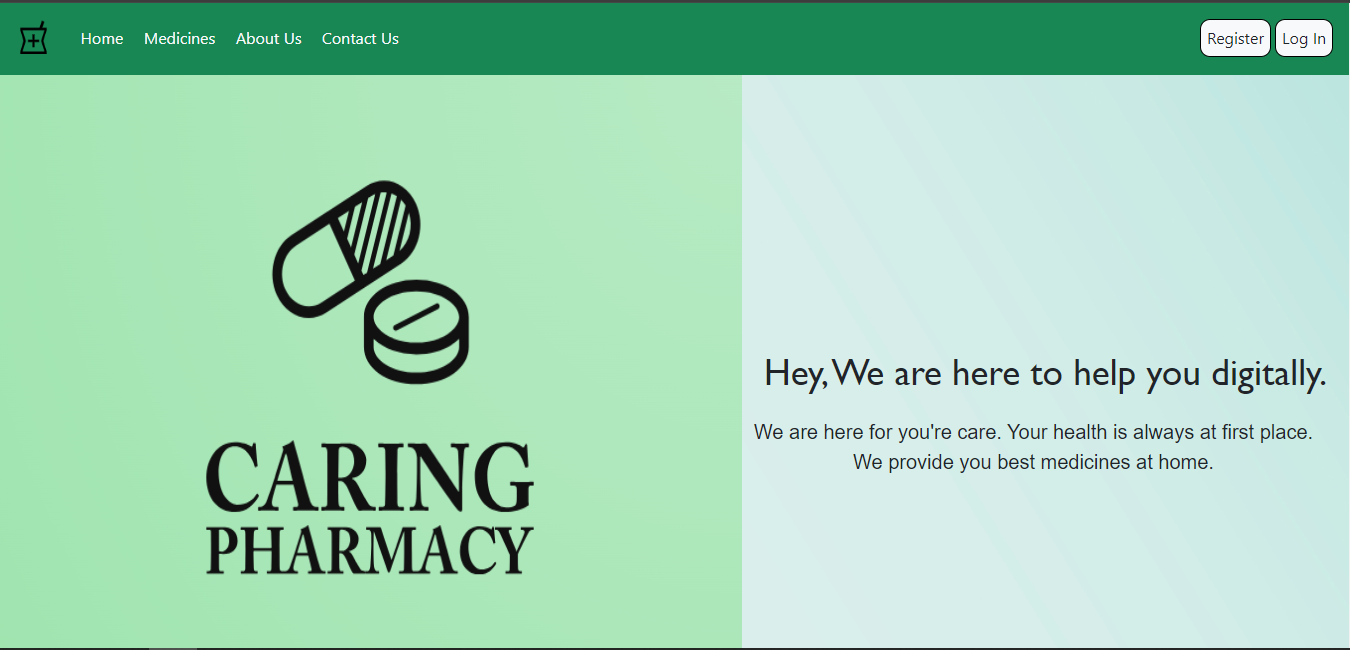 Home Medicines About Us Contact Us Register Log In
CARING
PHARMACY
Hey,We are here to help you digitally.
We are here for you're care. Your health is always at first place.
We provide you best medicines at home.